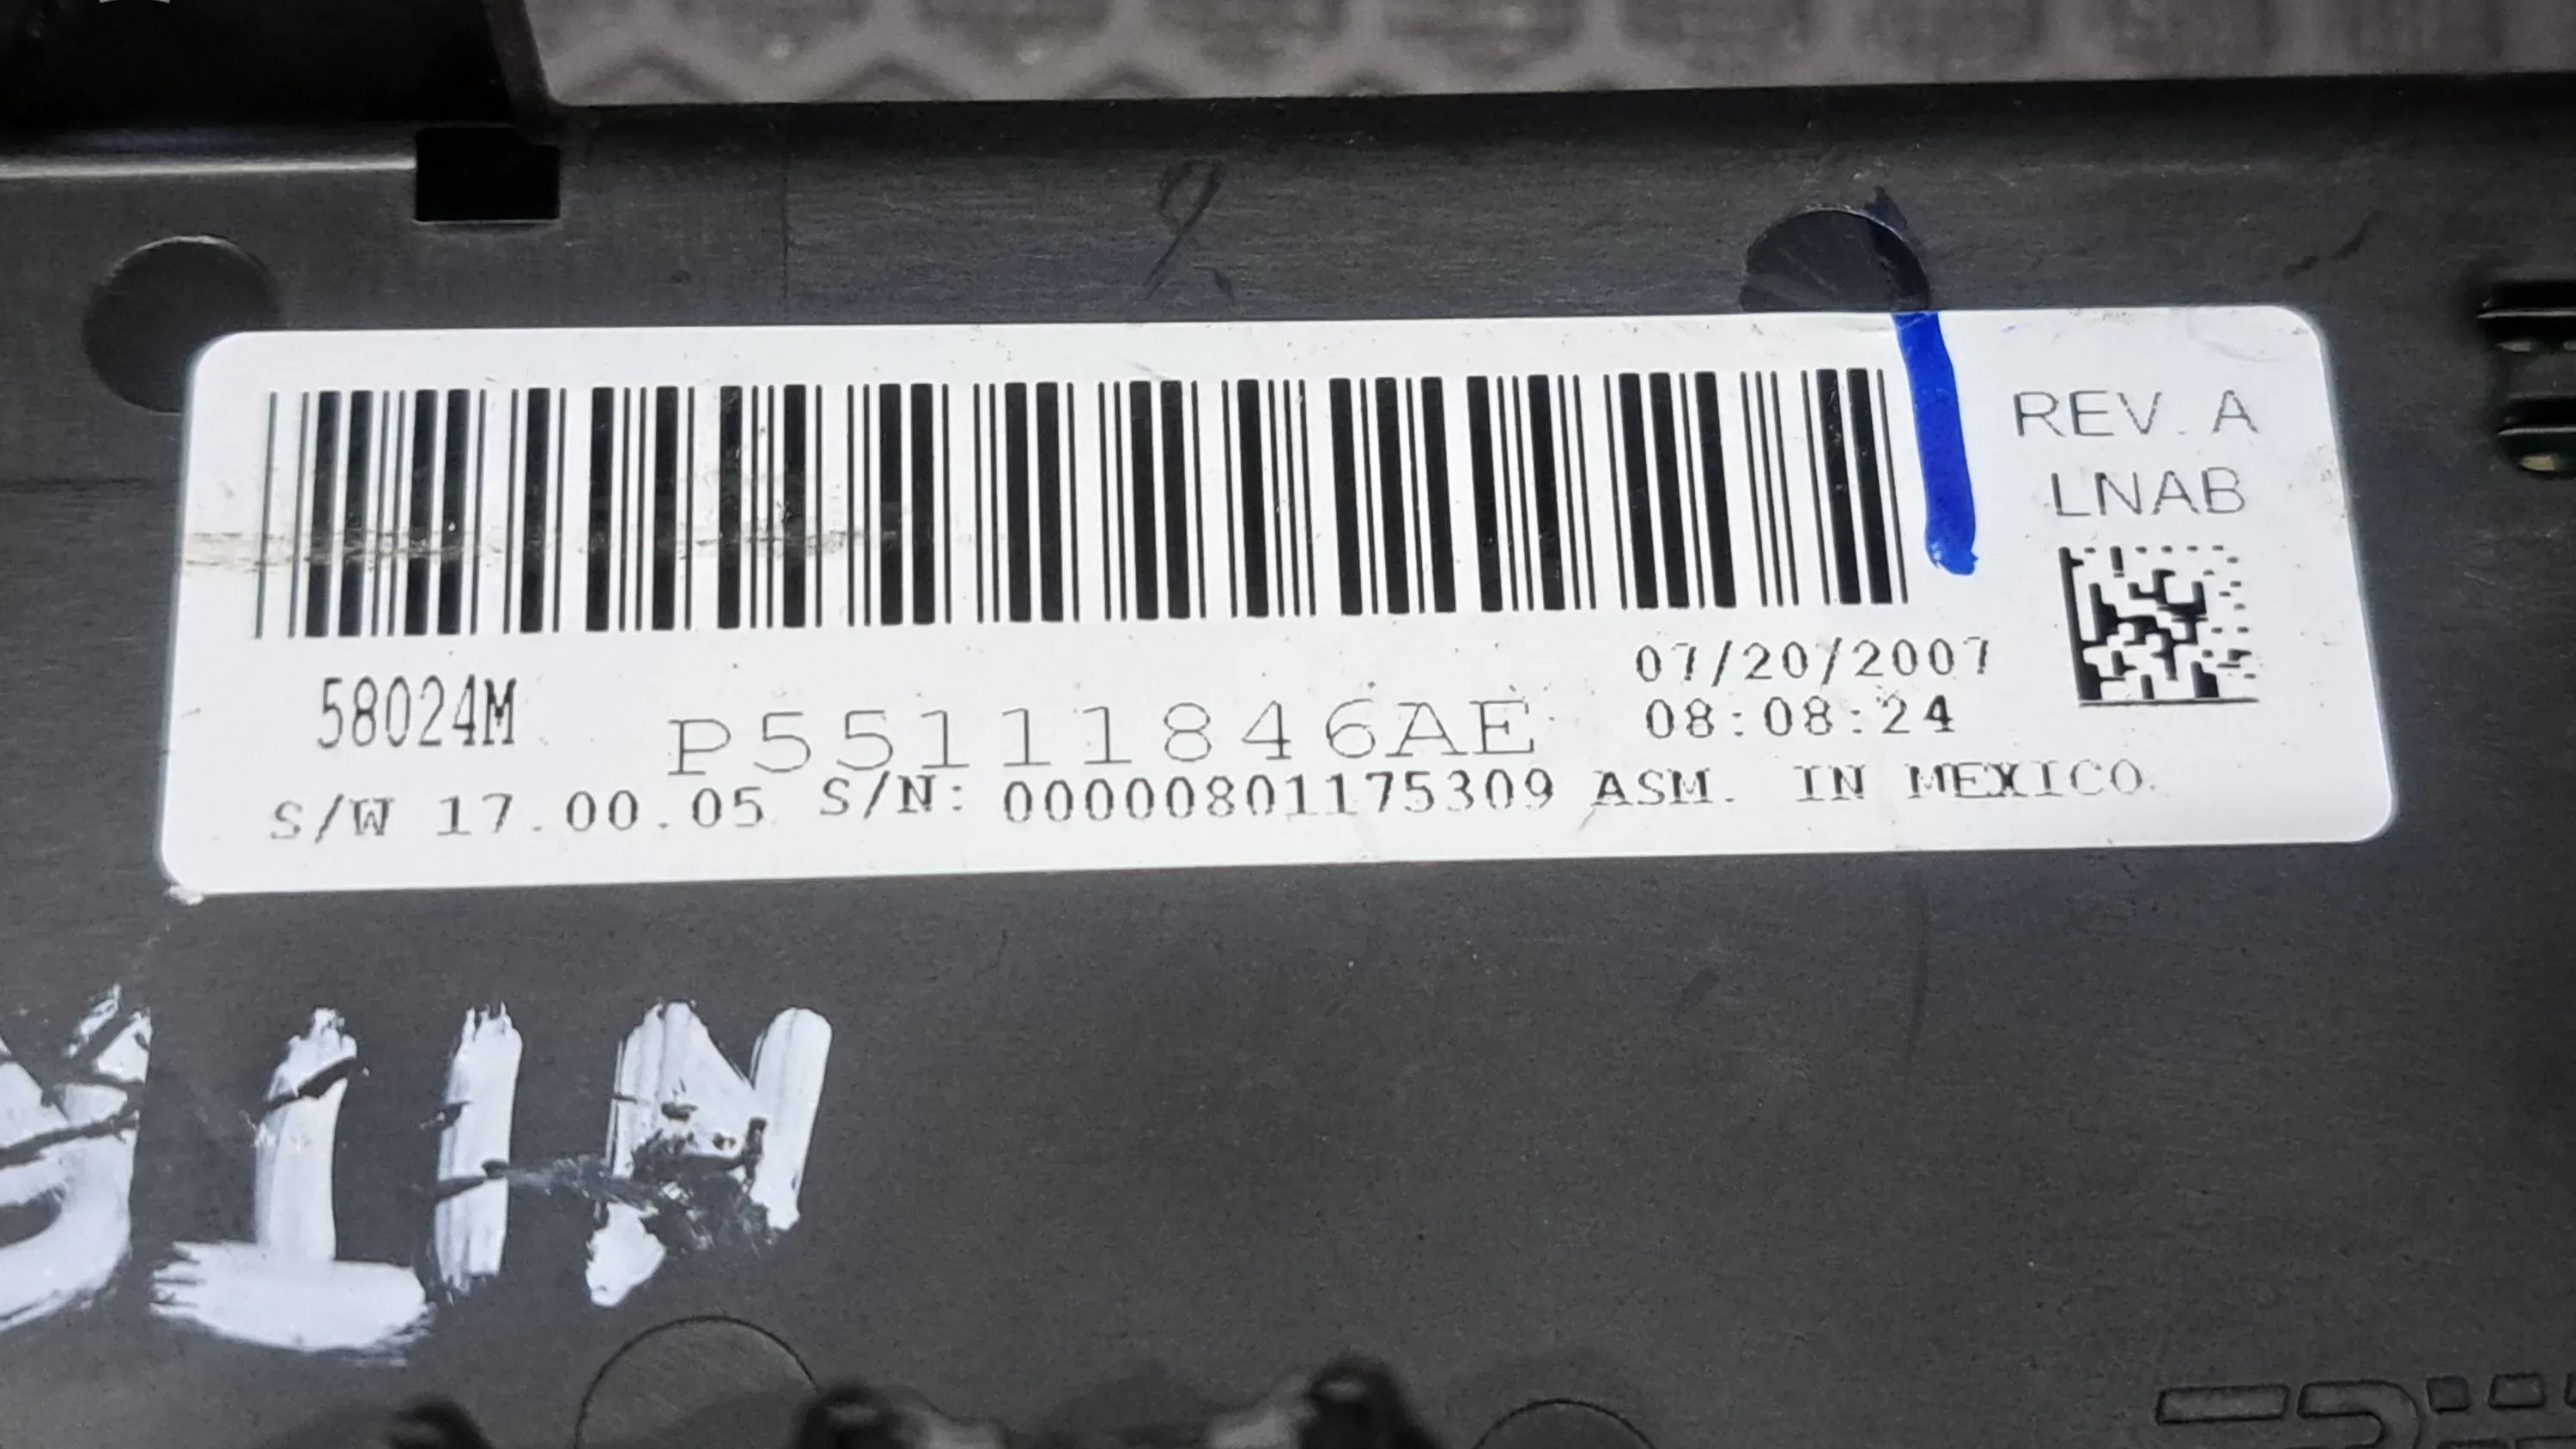 REV. A
LNAB
58024M
P55111846AE
07/20/2007
08:08:24
S/W 17.00.05 S/N: 00000801175309 ASM. IN MEXICO.